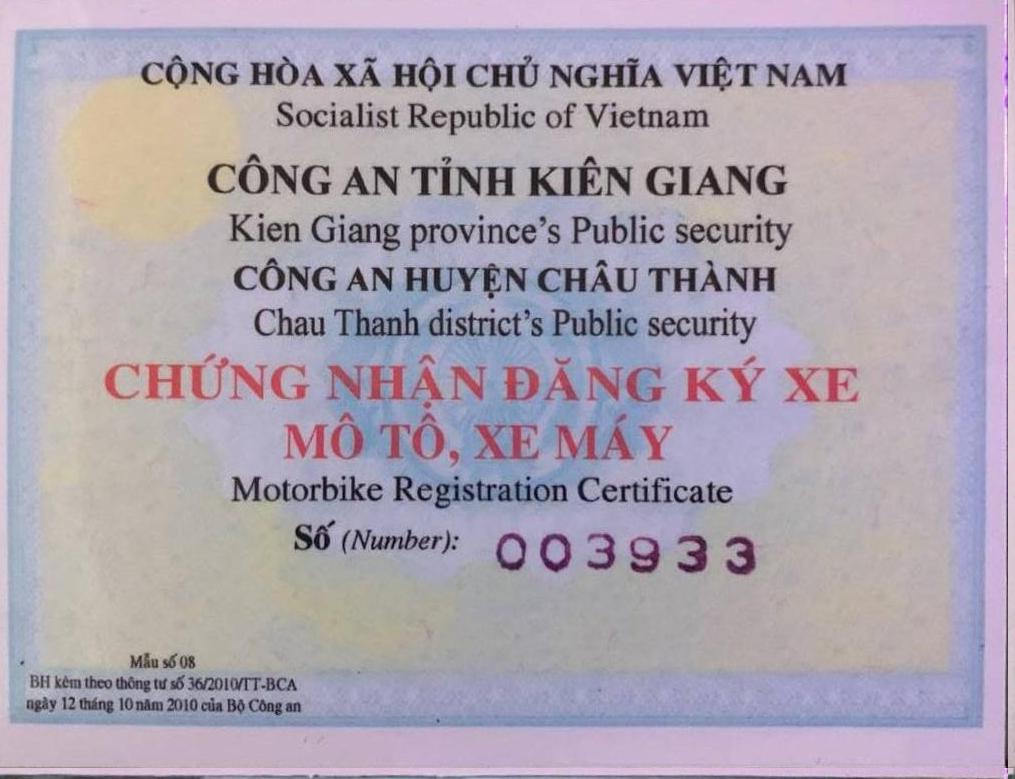 CỘNG HÒA XÃ HỘI CHỦ NGHĨA VIỆT NAM
Socialist Republic of Vietnam
CÔNG AN TỈNH KIÊN GIANG
Kien Giang province's Public security
CÔNG AN HUYỆN CHÂU THÀNH
Chau Thanh district's Public security
CHỨNG NHẬN ĐĂNG KÝ XE
MÔ TÔ, XE MÁY
Motorbike Registration Certificate
Số (Number): 003933
Mẫu số 08
BH kèm theo thông tư số 36/2010/TT-BCA
ngày 12 tháng 10 năm 2010 của Bộ Công an